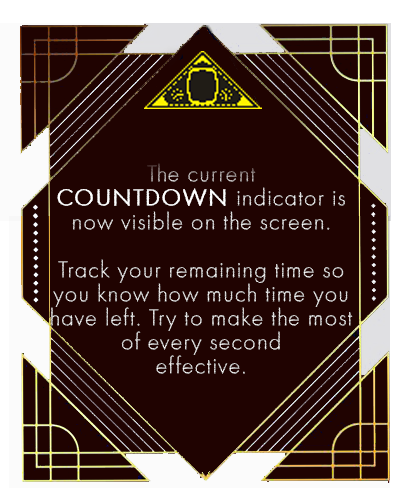 The current
COUNTDOWN indicator is
now visible on the screen.
Track your remaining time so
you know how much time you
have left. Try to make the most
of every second
effective.